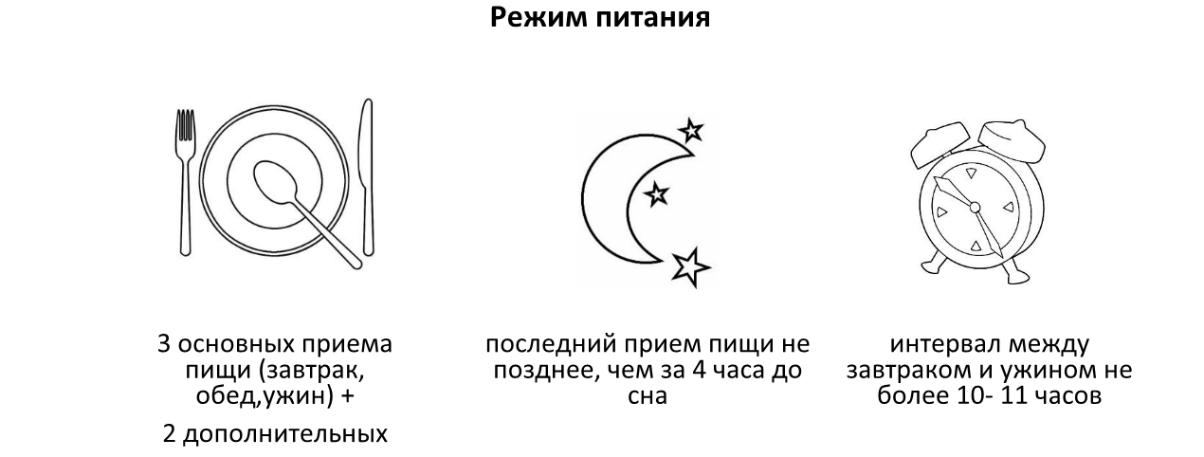 Режим питания
3 основных приема
пищи (завтрак,
обед,ужин) +
2 дополнительных
последний прием пищи не
позднее, чем за 4 часа до
сна
интервал между
завтраком и ужином не
более 10- 11 часов